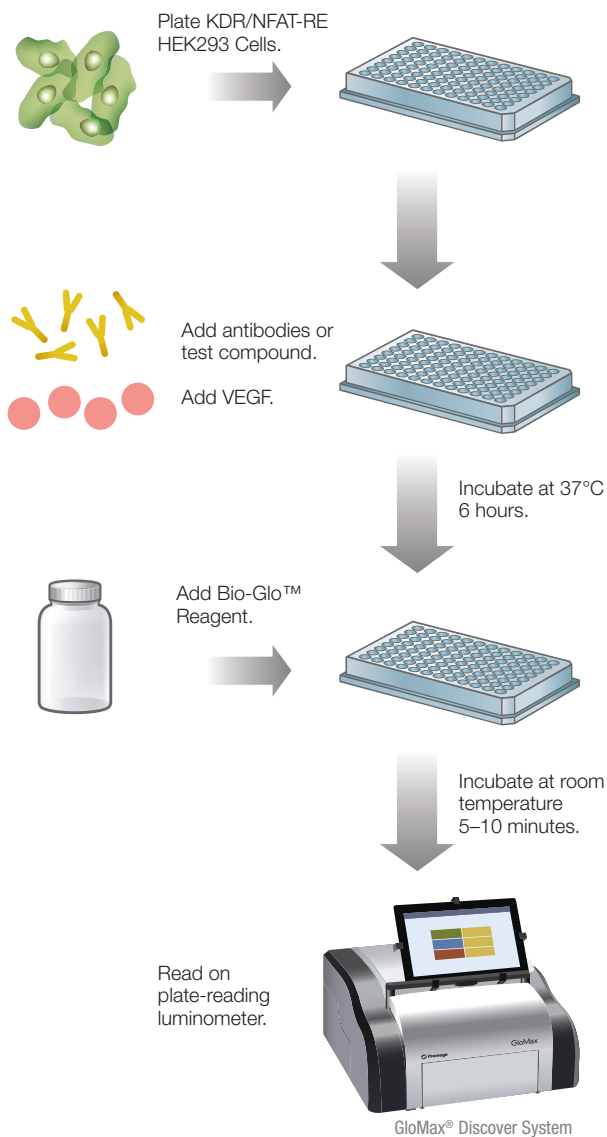 Plate KDR/NFAT-RE
HEK293 Cells.
Add antibodies or
test compound.
Add VEGF.
Incubate at 37°C
6 hours.
Add Bio-Glo™
Reagent.
Incubate at room
temperature
5–10 minutes.
Read on
plate-reading
luminometer.
Promega
GloMax
GloMax® Discover System